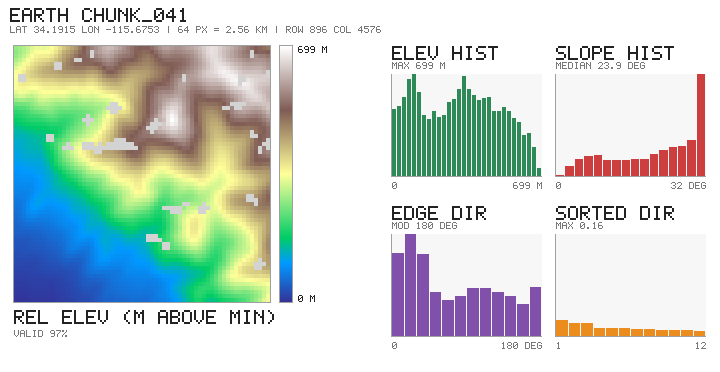 EARTH CHUNK_041
LAT 34.1915 LON -115.6753 | 64 PX = 2.56 KM | ROW 896 COL 4576
699 M
0 M
REL ELEV (M ABOVE MIN)
VALID 97%
ELEV HIST
MAX 699 M
0 699 M
SLOPE HIST
MEDIAN 23.9 DEG
0 32 DEG
EDGE DIR
MOD 180 DEG
0 180 DEG
SORTED DIR
MAX 0.16
1 12